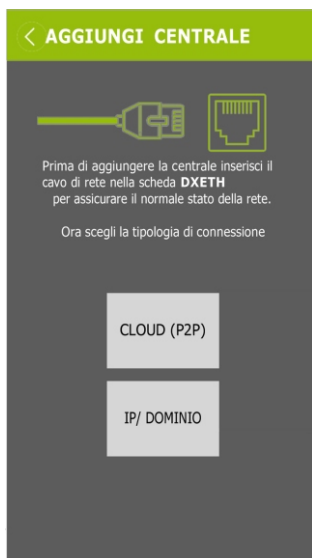 AGGIUNGI CENTRALE
Prima di aggiungere la centrale inserisci il
cavo di rete nella scheda DXETH
per assicurare il normale stato della rete.
Ora scegli la tipologia di connessione
CLOUD (P2P)
IP/ DOMINIO